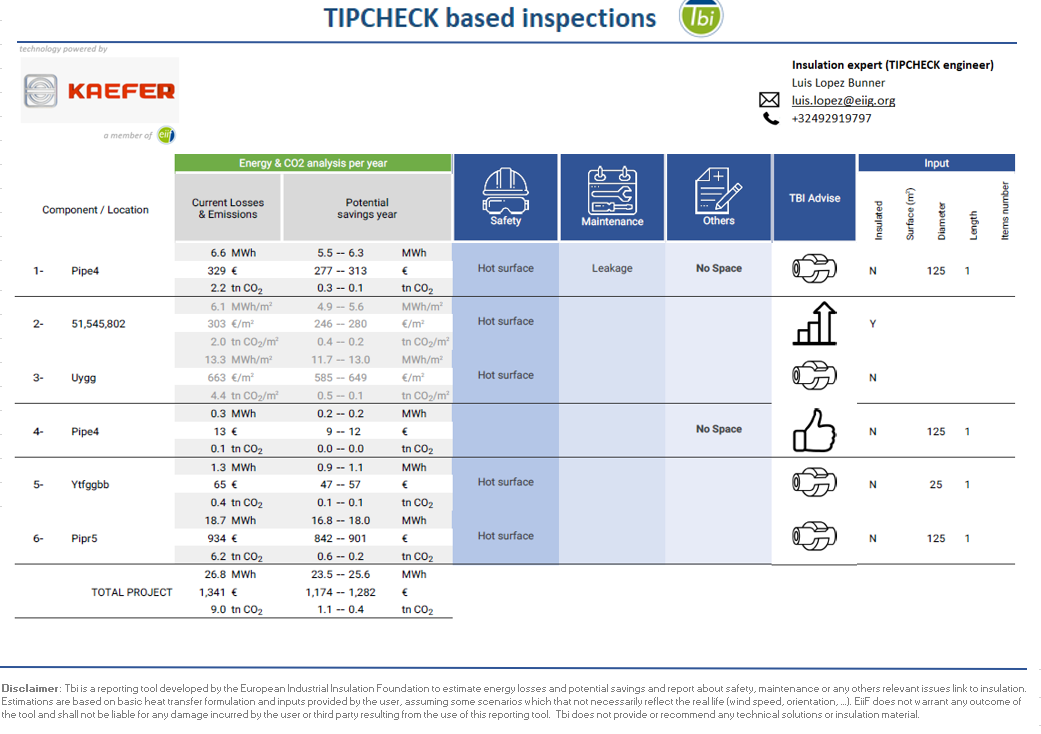 TIPCHECK based inspections
Tbi
technology powered by
KAEFER
a member of eiif
Insulation expert (TIPCHECK engineer)
Luis Lopez Bunner
luis.lopez@eiig.org
+32492919797
Energy & CO2 analysis per year
Input
Component / Location
Current Losses
& Emissions
Potential
savings year
Safety
Maintenance
Others
TBI Advise
Insulated
Surface (m²)
Diameter
Length
Items number
6.6 MWh 5.5 -- 6.3 MWh
1- Pipe4 329 € 277 -- 313 € Hot surface Leakage No Space N 125 1
2.2 tn CO2 0.3 -- 0.1 tn CO2
6.1 MWh/m² 4.9 -- 5.6 MWh/m²
2- 51,545,802 303 €/m² 246 -- 280 €/m² Hot surface Y
2.0 tn CO2/m² 0.4 -- 0.2 tn CO2/m²
13.3 MWh/m² 11.7 -- 13.0 MWh/m²
3- Uygg 663 €/m² 585 -- 649 €/m² Hot surface N
4.4 tn CO2/m² 0.5 -- 0.1 tn CO2/m²
0.3 MWh 0.2 -- 0.2 MWh
4- Pipe4 13 € 9 -- 12 € No Space N 125 1
0.1 tn CO2 0.0 -- 0.0 tn CO2
1.3 MWh 0.9 -- 1.1 MWh
5- Ytfggbb 65 € 47 -- 57 € Hot surface N 25 1
0.4 tn CO2 0.1 -- 0.1 tn CO2
18.7 MWh 16.8 -- 18.0 MWh
6- Pipr5 934 € 842 -- 901 € Hot surface N 125 1
6.2 tn CO2 0.6 -- 0.2 tn CO2
26.8 MWh 23.5 -- 25.6 MWh
TOTAL PROJECT 1,341 € 1,174 -- 1,282 €
9.0 tn CO2 1.1 -- 0.4 tn CO2
Disclaimer: Tbi is a reporting tool developed by the European Industrial Insulation Foundation to estimate energy losses and potential savings and report about safety, maintenance or any others relevant issues link to insulation.
Estimations are based on basic heat transfer formulation and inputs provided by the user, assuming some scenarios which that not necessarily reflect the real life (wind speed, orientation, ...). EiiF does not warrant any outcome of
the tool and shall not be liable for any damage incurred by the user or third party resulting from the use of this reporting tool. Tbi does not provide or recommend any technical solutions or insulation material.